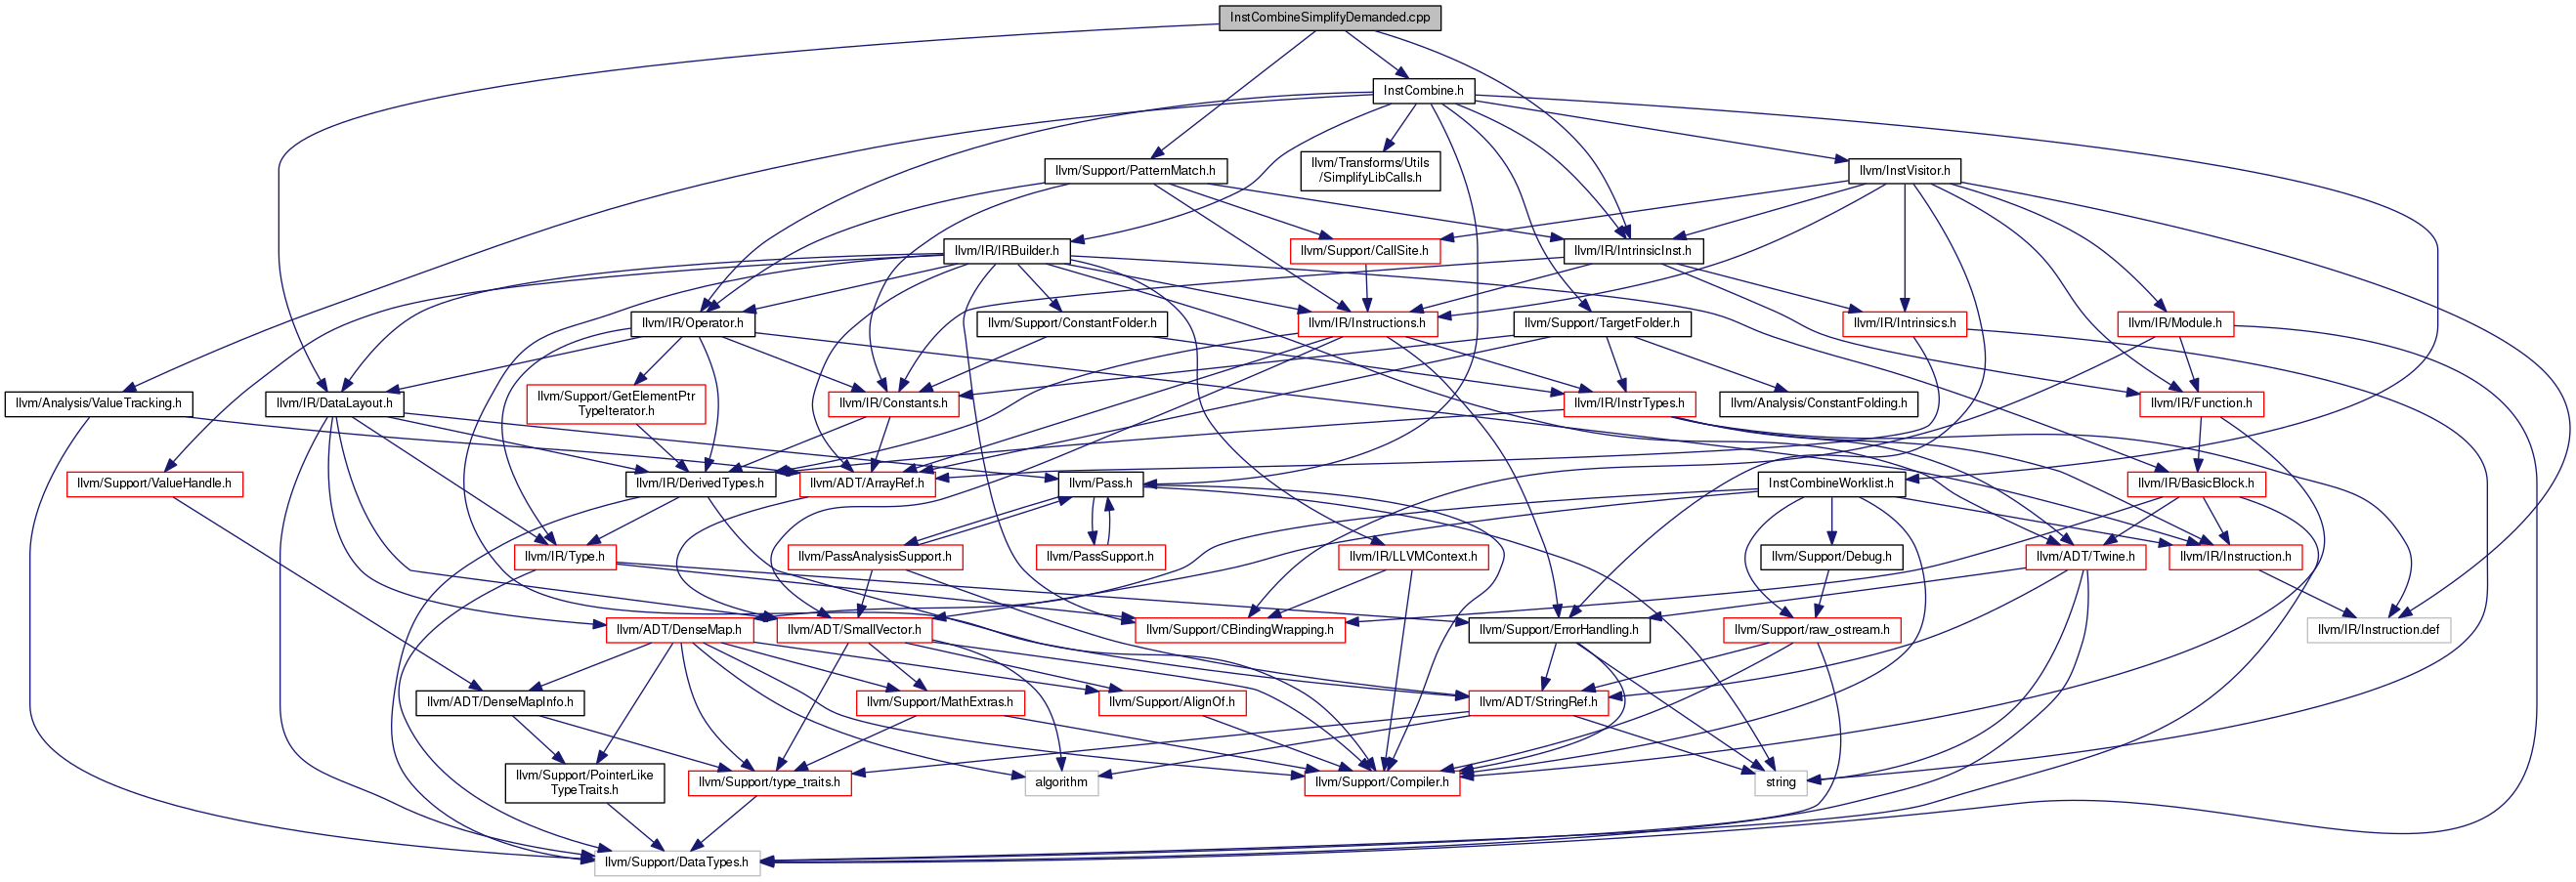 InstCombineSimplifyDemanded.cpp
InstCombine.h
llvm/Support/PatternMatch.h
llvm/Transforms/Utils
/SimplifyLibCalls.h
llvm/InstVisitor.h
llvm/IR/IRBuilder.h
llvm/Support/CallSite.h
llvm/IR/IntrinsicInst.h
llvm/IR/Operator.h
llvm/Support/ConstantFolder.h
llvm/IR/Instructions.h
llvm/Support/TargetFolder.h
llvm/IR/Intrinsics.h
llvm/IR/Module.h
llvm/Analysis/ValueTracking.h
llvm/IR/DataLayout.h
llvm/Support/GetElementPtr
TypeIterator.h
llvm/IR/Constants.h
llvm/IR/InstrTypes.h
llvm/Analysis/ConstantFolding.h
llvm/IR/Function.h
llvm/Support/ValueHandle.h
llvm/IR/DerivedTypes.h
llvm/ADT/ArrayRef.h
llvm/Pass.h
InstCombineWorklist.h
llvm/IR/BasicBlock.h
llvm/IR/Type.h
llvm/PassAnalysisSupport.h
llvm/PassSupport.h
llvm/IR/LLVMContext.h
llvm/Support/Debug.h
llvm/ADT/Twine.h
llvm/IR/Instruction.h
llvm/ADT/DenseMap.h
llvm/ADT/SmallVector.h
llvm/Support/CBindingWrapping.h
llvm/Support/ErrorHandling.h
llvm/Support/raw_ostream.h
llvm/IR/Instruction.def
llvm/ADT/DenseMapInfo.h
llvm/Support/MathExtras.h
llvm/Support/AlignOf.h
llvm/ADT/StringRef.h
llvm/Support/PointerLike
TypeTraits.h
llvm/Support/type_traits.h
algorithm
llvm/Support/Compiler.h
string
llvm/Support/DataTypes.h